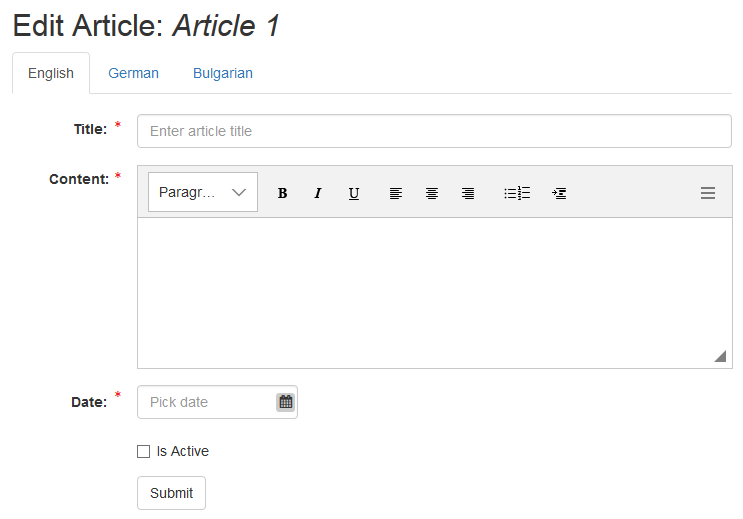 Edit Article: Article 1
English German Bulgarian
Title: * Enter article title
Content: * Paragr... B I U
Date: * Pick date
Is Active
Submit